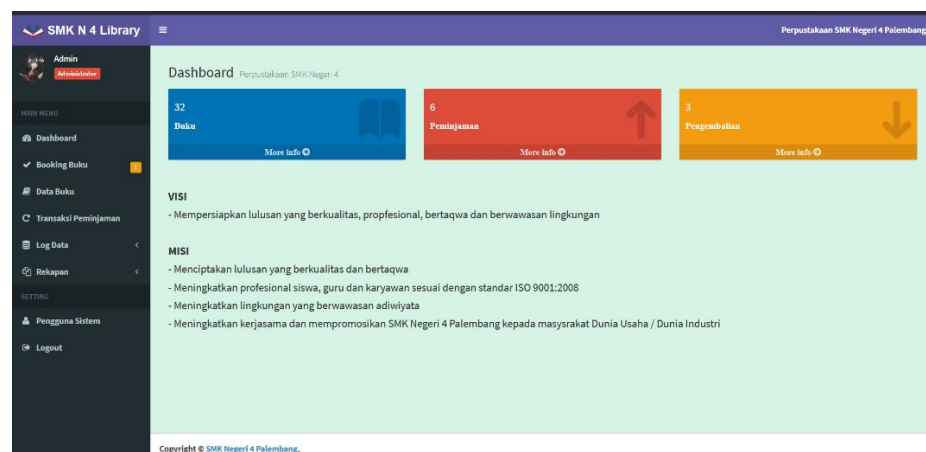 SMK N 4 Library
Perpustakaan SMK Negeri 4 Palembang
Admin
Administrator
MAIN MENU
Dashboard
Booking Buku 1
Data Buku
Transaksi Peminjaman
Log Data
Rekapan
SETTING
Pengguna Sistem
Logout
Dashboard Perpustakaan SMK Negeri 4
32
Buku
More info
6
Peminjaman
More info
3
Pengembalian
More info
VISI
- Mempersiapkan lulusan yang berkualitas, propfesional, bertaqwa dan berwawasan lingkungan
MISI
- Menciptakan lulusan yang berkualitas dan bertaqwa
- Meningkatkan profesional siswa, guru dan karyawan sesuai dengan standar ISO 9001:2008
- Meningkatkan lingkungan yang berwawasan adiwiyata
- Meningkatkan kerjasama dan mempromosikan SMK Negeri 4 Palembang kepada masysrakat Dunia Usaha / Dunia Industri
Copyright © SMK Negeri 4 Palembang.